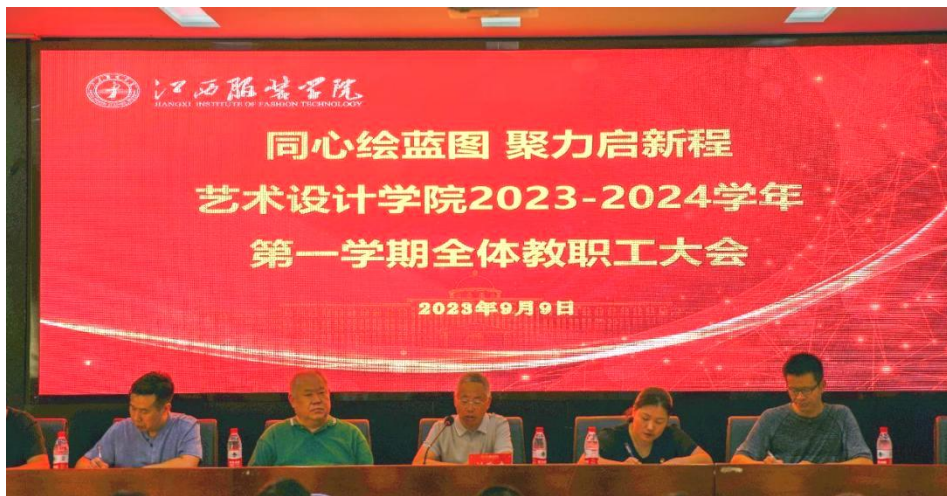 江西服装学院
JIANGXI INSTITUTE OF FASHION TECHNOLOGY
同心绘蓝图 聚力启新程
艺术设计学院2023-2024学年
第一学期全体教职工大会
2023年9月9日